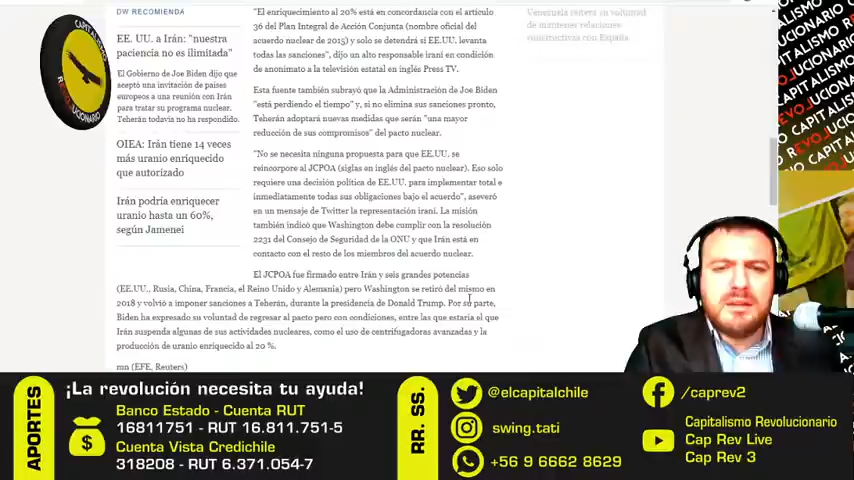 DW RECOMIENDA
EE. UU. a Irán: "nuestra
paciencia no es ilimitada"
El Gobierno de Joe Biden dijo que
aceptó una invitación de países
europeos a una reunión con Irán
para tratar su programa nuclear.
Teherán todavía no ha respondido.
OIEA: Irán tiene 14 veces
más uranio enriquecido
que autorizado
Irán podría enriquecer
uranio hasta un 60%,
según Jamenei
"El enriquecimiento al 20% está en concordancia con el artículo
36 del Plan Integral de Acción Conjunta (nombre oficial del
acuerdo nuclear de 2015) y solo se detendrá si EE.UU. levanta
todas las sanciones", dijo un alto responsable iraní en condición
de anonimato a la televisión estatal en inglés Press TV.
Esta fuente también subrayó que la Administración de Joe Biden
"está perdiendo el tiempo" y, si no elimina sus sanciones pronto,
Teherán adoptará nuevas medidas que serán "una mayor
reducción de sus compromisos" del pacto nuclear.
"No se necesita ninguna propuesta para que EE.UU. se
reincorpore al JCPOA (siglas en inglés del pacto nuclear). Eso solo
requiere una decisión política de EE.UU. para implementar total e
inmediatamente todas sus obligaciones bajo el acuerdo", aseveró
en un mensaje de Twitter la representación iraní. La misión
también indicó que Washington debe cumplir con la resolución
2231 del Consejo de Seguridad de la ONU y que Irán está en
contacto con el resto de los miembros del acuerdo nuclear.
El JCPOA fue firmado entre Irán y seis grandes potencias
(EE.UU., Rusia, China, Francia, el Reino Unido y Alemania) pero Washington se retiró del mismo en
2018 y volvió a imponer sanciones a Teherán, durante la presidencia de Donald Trump. Por su parte,
Biden ha expresado su voluntad de regresar al pacto pero con condiciones, entre las que estaría el que
Irán suspenda algunas de sus actividades nucleares, como el uso de centrifugadoras avanzadas y la
producción de uranio enriquecido al 20 %.
mn (EFE, Reuters)
Venezuela reitera su voluntad
de mantener relaciones
constructivas con España.
CAPITALISMO
REVOLUCIONARIO
CAPITALISMO REVOLUCIONARIO
APORTES
¡La revolución necesita tu ayuda!
Banco Estado - Cuenta RUT
16811751 - RUT 16.811.751-5
Cuenta Vista Credichile
318208 - RUT 6.371.054-7
RR. SS.
@elcapitalchile
swing.tati
+56 9 6662 8629
/caprev2
Capitalismo Revolucionario
Cap Rev Live
Cap Rev 3